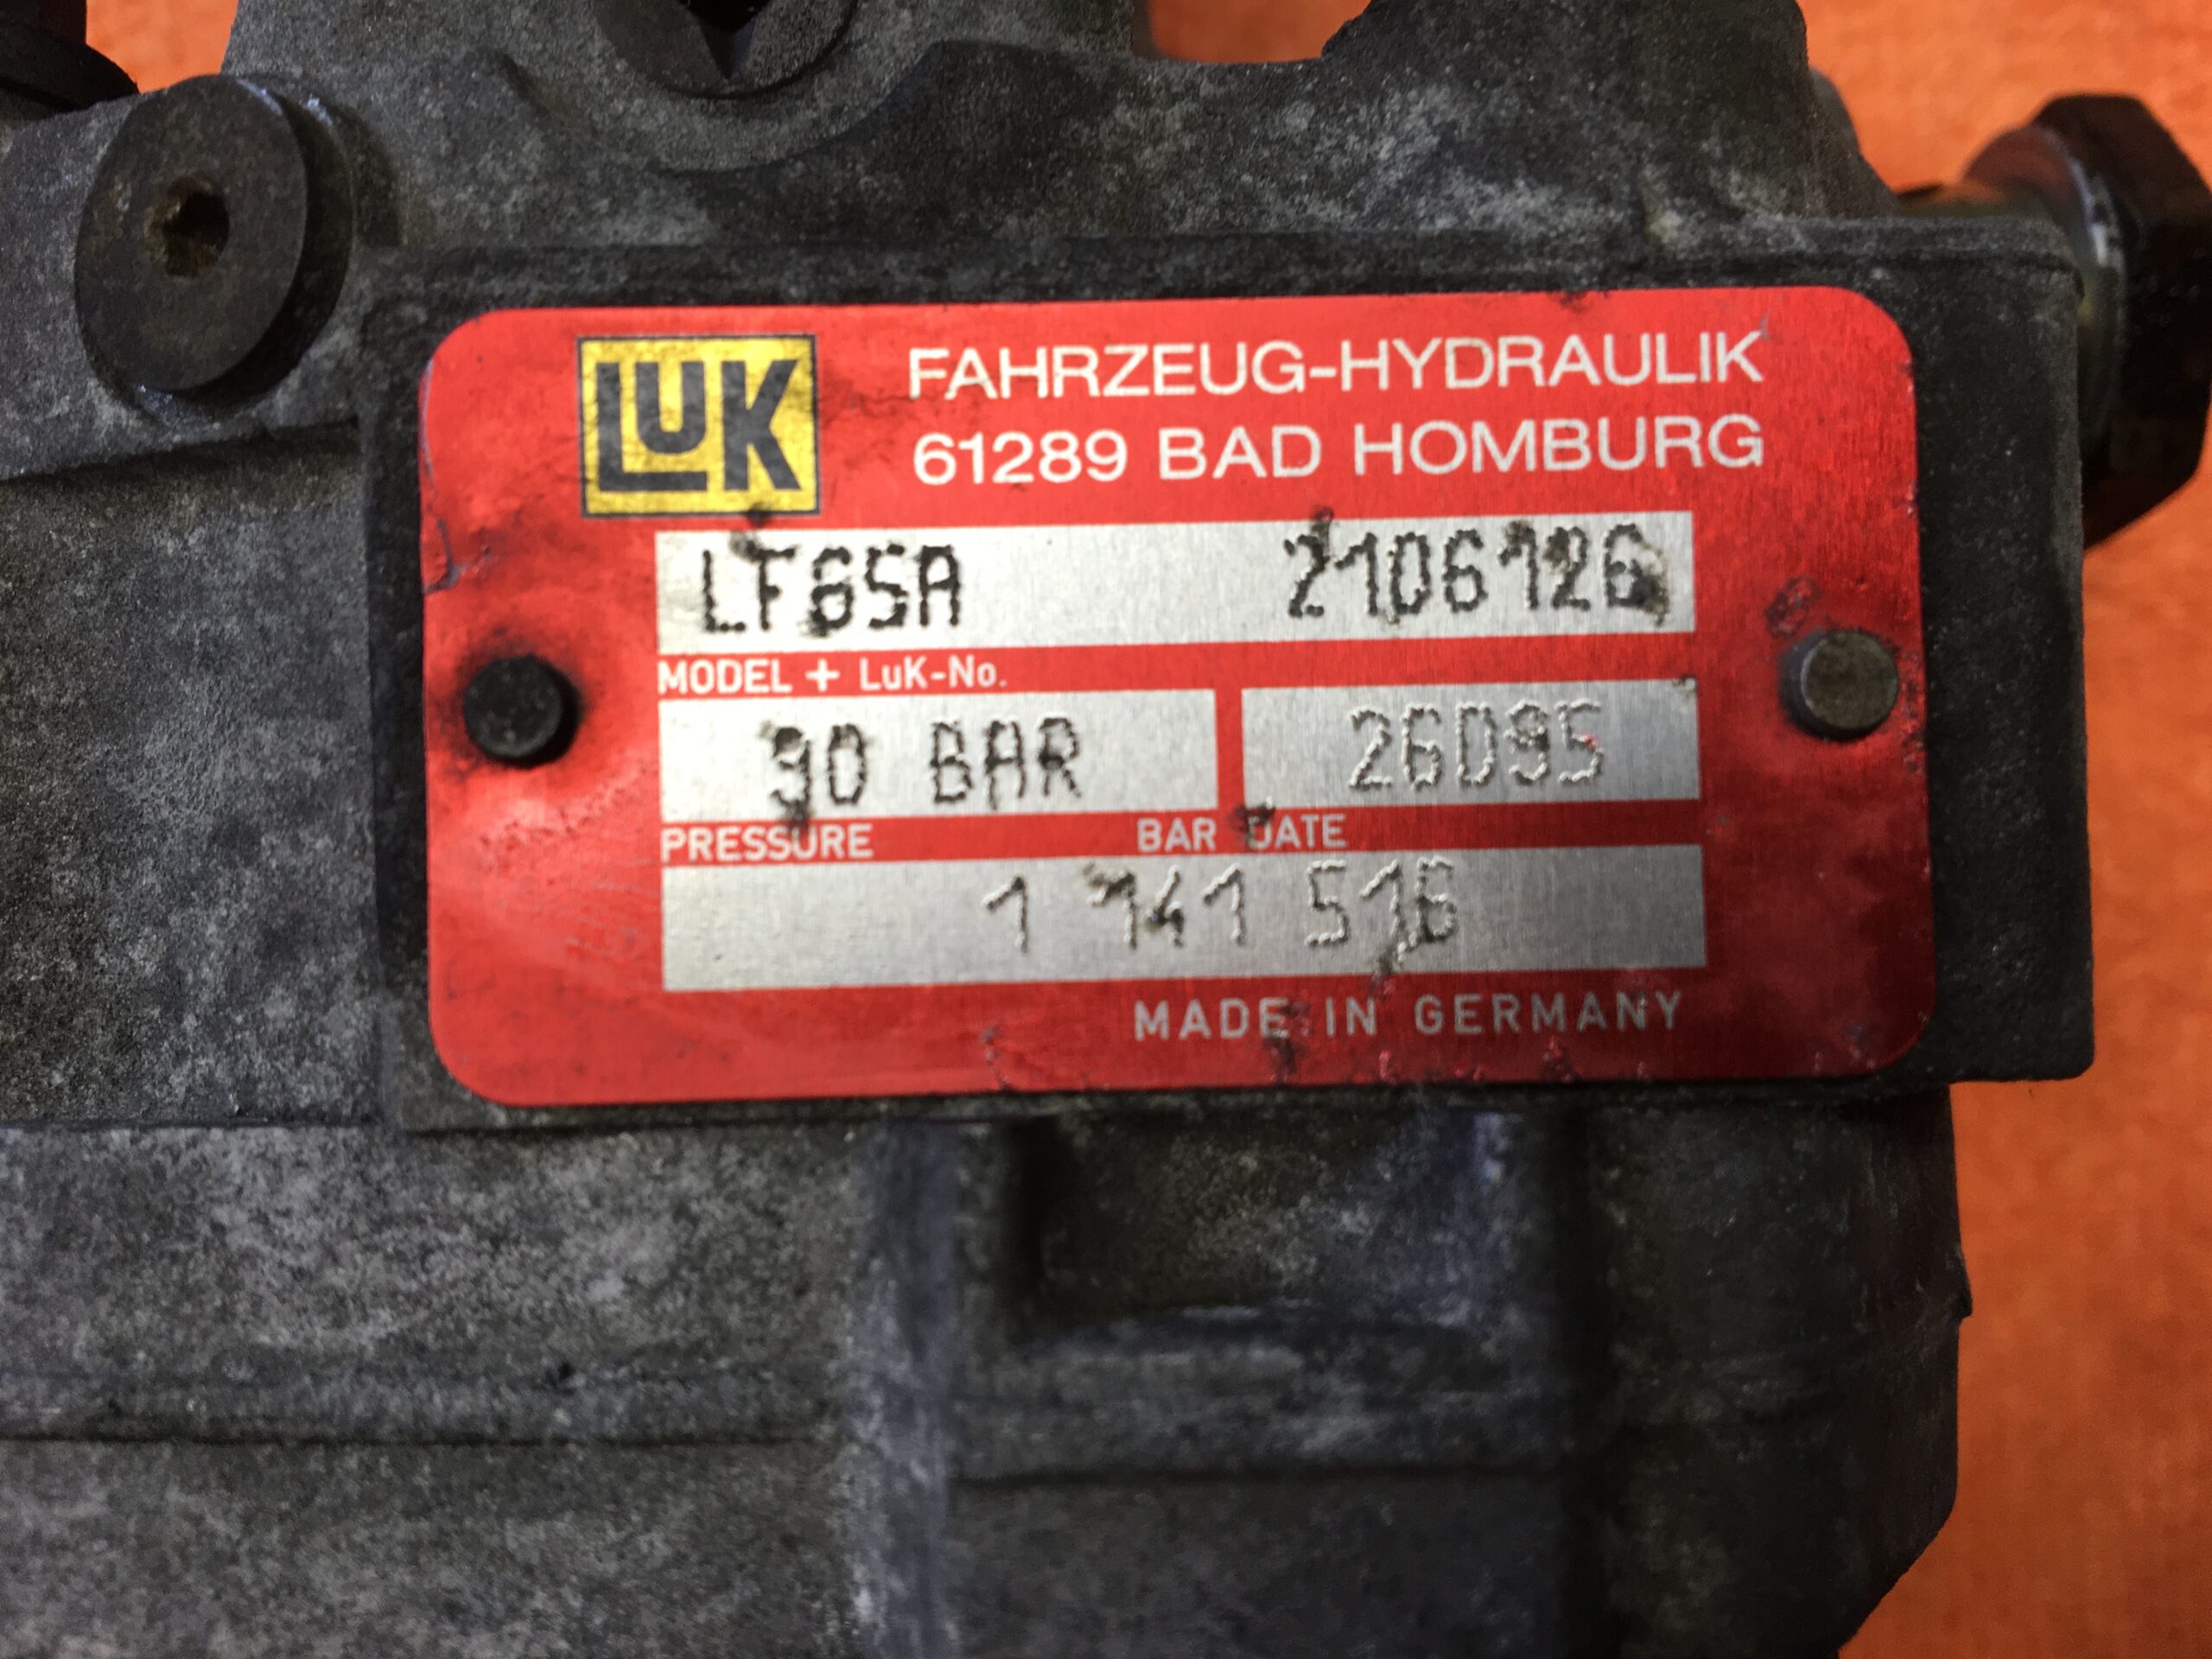 LuK
FAHRZEUG-HYDRAULIK
61289 BAD HOMBURG
LF65A 2106126
MODEL + LuK-No.
90 BAR 26D95
PRESSURE BAR DATE
1 141 516
MADE IN GERMANY